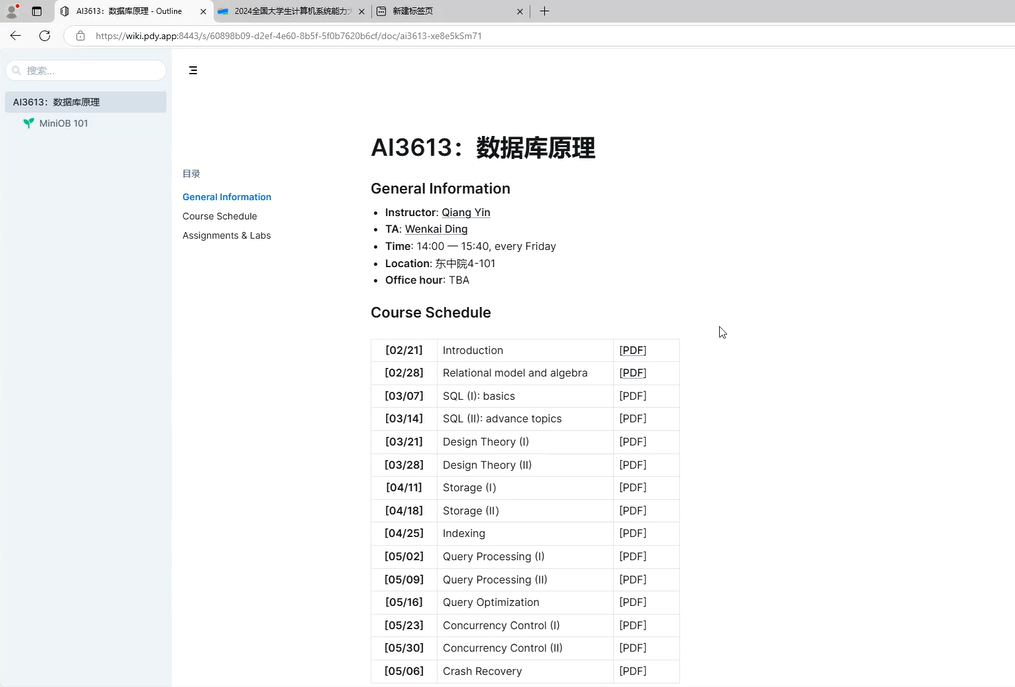 AI3613：数据库原理 - Outline
2024全国大学生计算机系统能力大
新建标签页
https://wiki.pdy.app:8443/s/60898b09-d2ef-4e60-8b5f-5f0b7620b6cf/doc/ai3613-xe8e5kSm71
搜索...
AI3613：数据库原理
MiniOB 101
目录
General Information
Course Schedule
Assignments & Labs
AI3613：数据库原理
General Information
• Instructor: Qiang Yin
• TA: Wenkai Ding
• Time: 14:00 — 15:40, every Friday
• Location: 东中院4-101
• Office hour: TBA
Course Schedule
[02/21] Introduction [PDF]
[02/28] Relational model and algebra [PDF]
[03/07] SQL (I): basics [PDF]
[03/14] SQL (II): advance topics [PDF]
[03/21] Design Theory (I) [PDF]
[03/28] Design Theory (II) [PDF]
[04/11] Storage (I） [PDF]
[04/18] Storage (II） [PDF]
[04/25] Indexing [PDF]
[05/02] Query Processing (I) [PDF]
[05/09] Query Processing (II) [PDF]
[05/16] Query Optimization [PDF]
[05/23] Concurrency Control (I) [PDF]
[05/30] Concurrency Control (II) [PDF]
[05/06] Crash Recovery [PDF]